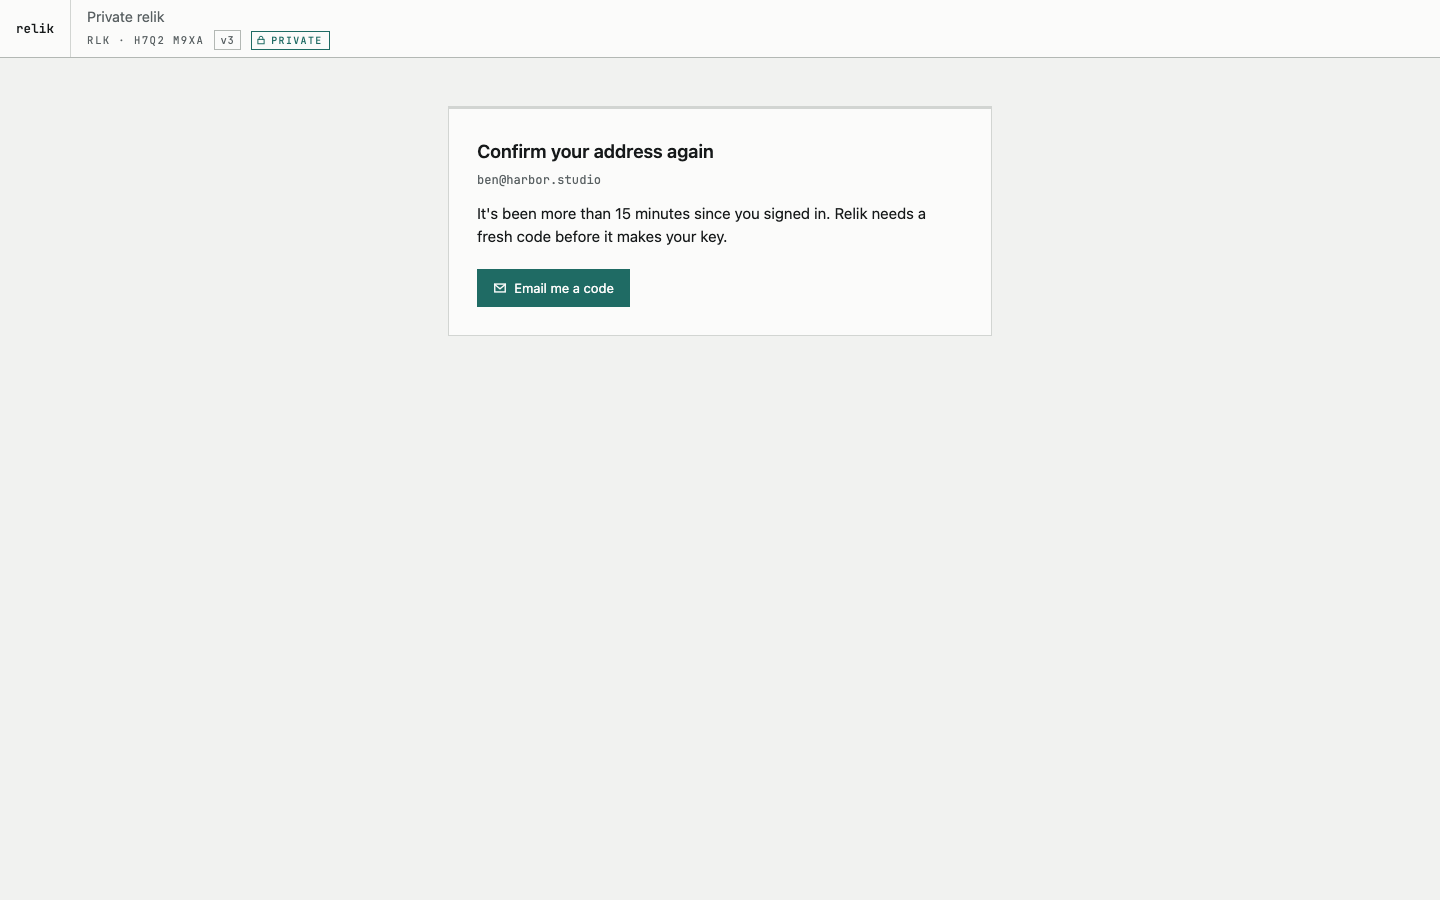 relik
Private relik
RLK · H7Q2 M9XA v3 PRIVATE
Confirm your address again
ben@harbor.studio
It's been more than 15 minutes since you signed in. Relik needs a
fresh code before it makes your key.
Email me a code